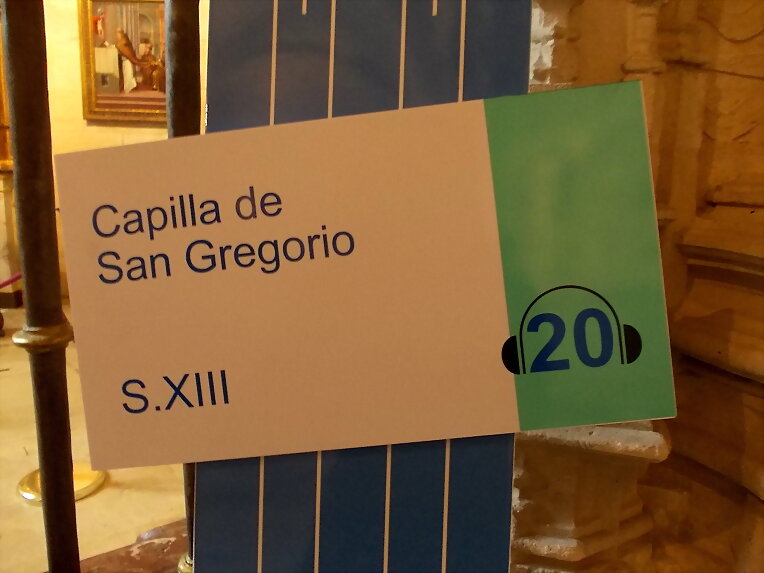 Capilla de
San Gregorio
S.XIII
20